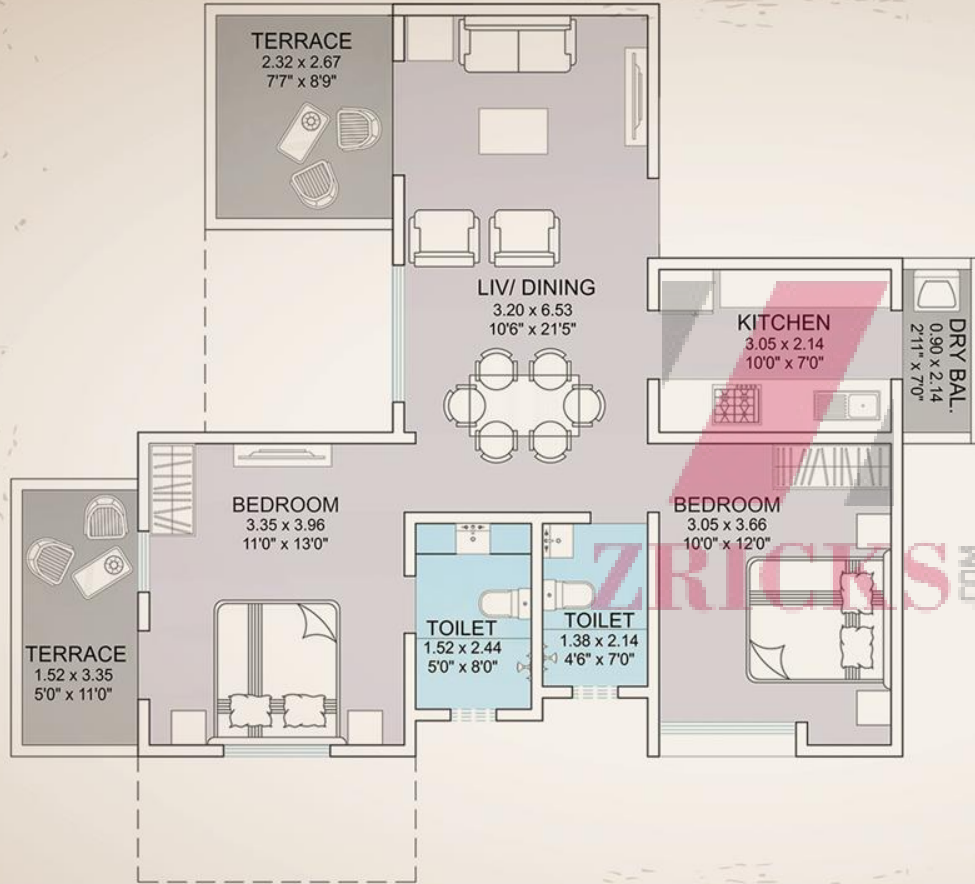 TERRACE
2.32 x 2.67
7'7" x 8'9"
LIV/ DINING
3.20 x 6.53
10'6" x 21'5"
KITCHEN
3.05 x 2.14
10'0" x 7'0"
DRY BAL.
0.90 x 2.14
2'11" x 7'0"
BEDROOM
3.35 x 3.96
11'0" x 13'0"
BEDROOM
3.05 x 3.66
10'0" x 12'0"
TERRACE
1.52 x 3.35
5'0" x 11'0"
TOILET
1.52 x 2.44
5'0" x 8'0"
TOILET
1.38 x 2.14
4'6" x 7'0"
ZRICKS